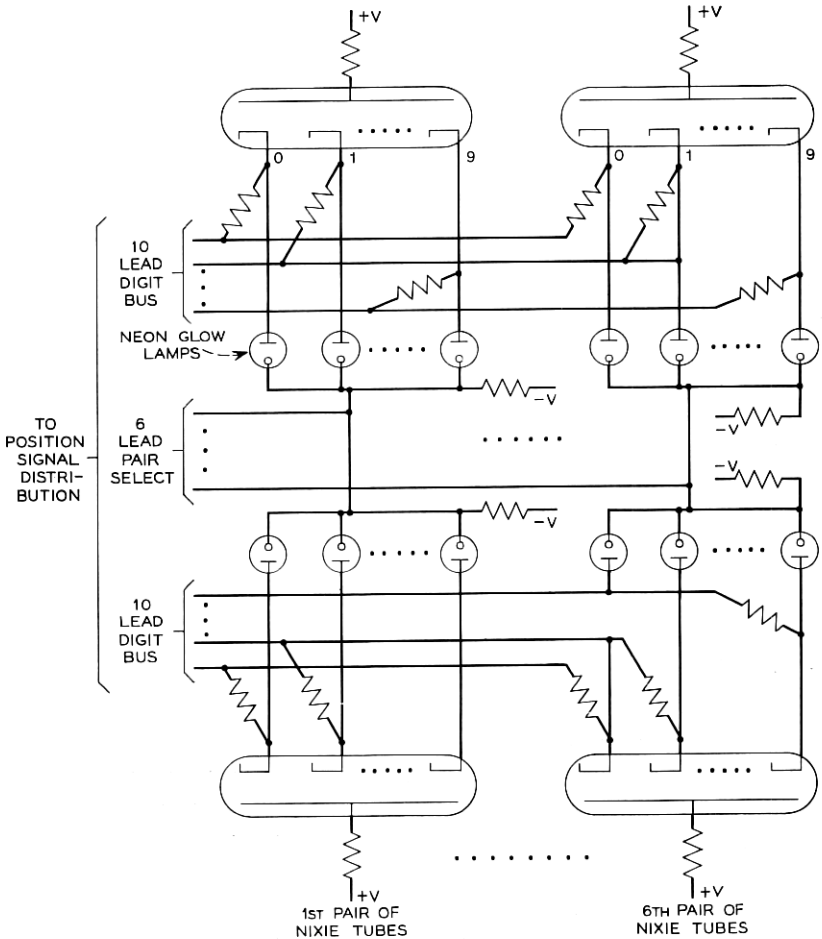 +V
+V
0
1
9
0
1
9
10
LEAD
DIGIT
BUS
NEON GLOW
LAMPS
-V
6
LEAD
PAIR
SELECT
-V
-V
TO
POSITION
SIGNAL
DISTRI-
BUTION
-V
10
LEAD
DIGIT
BUS
+V
+V
1ST PAIR OF
NIXIE TUBES
6TH PAIR OF
NIXIE TUBES